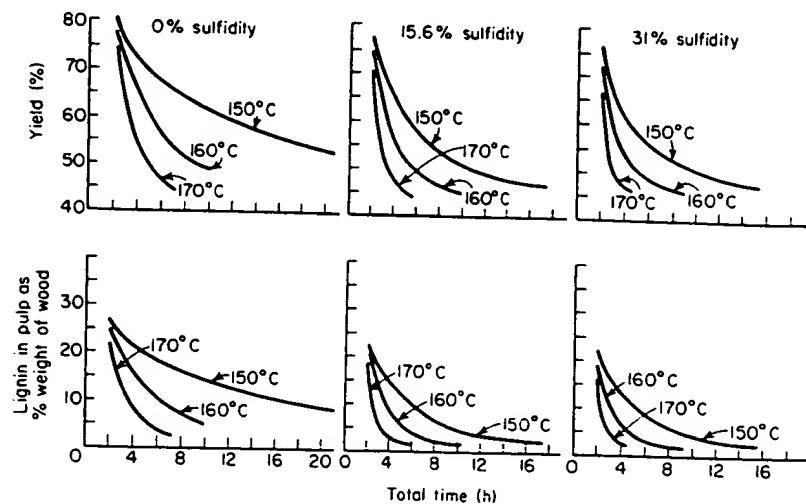 0% sulfidity
15.6% sulfidity
31% sulfidity
Yield (%)
80
70
60
50
40
150°C
160°C
170°C
150°C
170°C
160°C
150°C
170°C
160°C
Lignin in pulp as
% weight of wood
30
20
10
0
170°C
150°C
160°C
170°C
160°C
150°C
160°C
170°C
150°C
0 4 8 12 16 20
0 4 8 12 16
0 4 8 12 16
Total time (h)